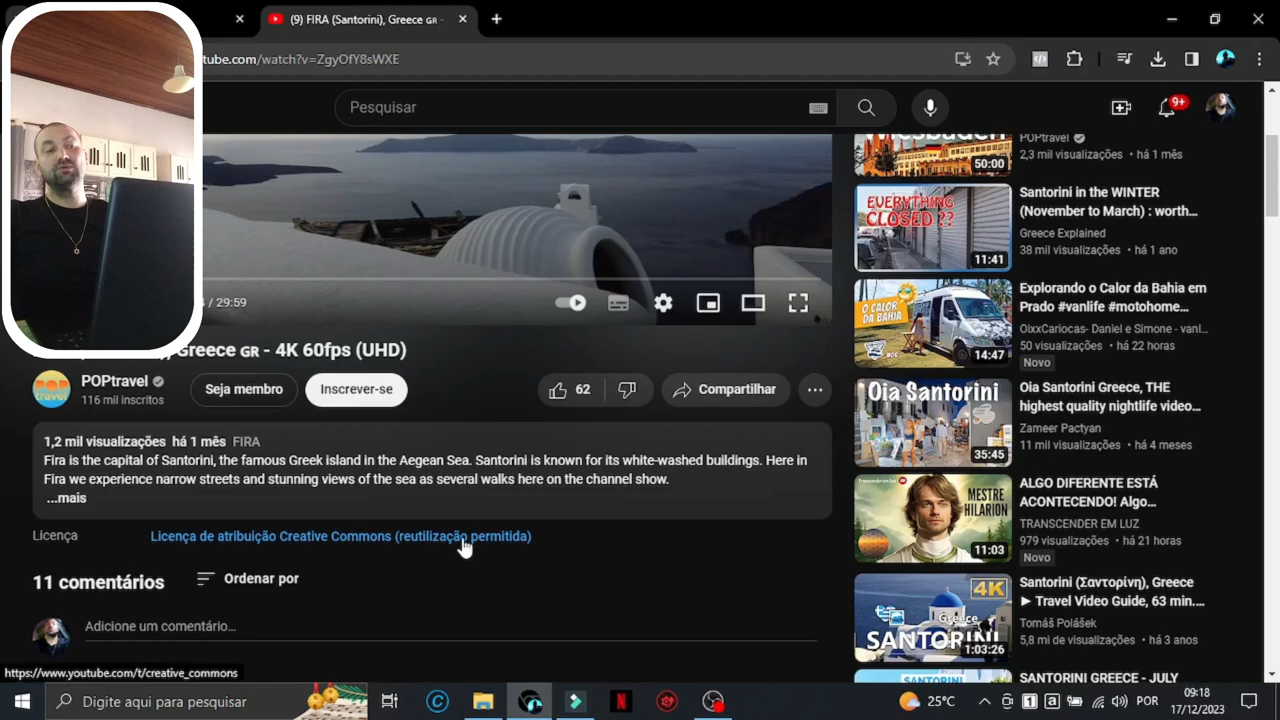 (9) FIRA (Santorini), Greece GR -
tube.com/watch?v=ZgyOfY8sWXE
Pesquisar
9+
29:59
Greece GR - 4K 60fps (UHD)
POPtravel
116 mil inscritos
Seja membro
Inscrever-se
62
Compartilhar
1,2 mil visualizações há 1 mês FIRA
Fira is the capital of Santorini, the famous Greek island in the Aegean Sea. Santorini is known for its white-washed buildings. Here in
Fira we experience narrow streets and stunning views of the sea as several walks here on the channel show.
...mais
Licença
Licença de atribuição Creative Commons (reutilização permitida)
11 comentários
Ordenar por
Adicione um comentário...
https://www.youtube.com/t/creative_commons
50:00
POPtravel
2,3 mil visualizações • há 1 mês
EVERYTHING
CLOSED ??
11:41
Santorini in the WINTER
(November to March) : worth...
Greece Explained
38 mil visualizações • há 1 ano
O CALOR
DA BAHIA
14:47
Explorando o Calor da Bahia em
Prado #vanlife #motohome...
OlxxCariocas- Daniel e Simone - vanl...
50 visualizações • há 22 horas
Novo
Oia Santorini
35:45
Oia Santorini Greece, THE
highest quality nightlife video...
Zameer Pactyan
11 mil visualizações • há 4 meses
MESTRE
HILARION
11:03
ALGO DIFERENTE ESTÁ
ACONTECENDO! Algo...
TRANSCENDER EM LUZ
979 visualizações • há 21 horas
Novo
4K
Greece
SANTORINI
1:03:26
Santorini (Σαντορίνη), Greece
► Travel Video Guide, 63 min....
Tomáš Polášek
5,8 mi de visualizações • há 3 anos
SANTORINI GREECE - JULY
Digite aqui para pesquisar
25°C
POR
09:18
17/12/2023